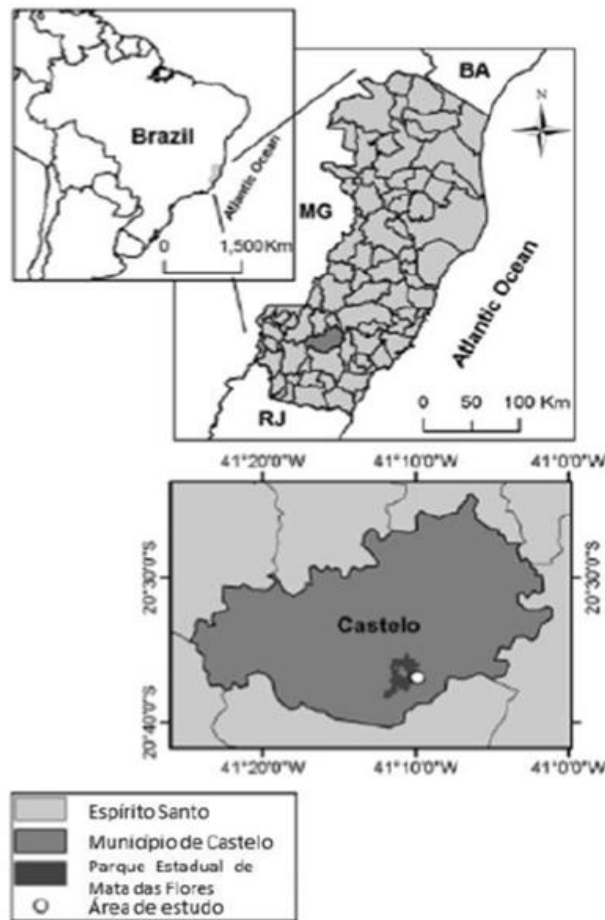 BA
N
Brazil
Atlantic Ocean
0 1,500 Km
MG
Atlantic Ocean
0 50 100 Km
RJ
41°20'0"W 41°10'0"W 41°0'0"W
20°30'0"S 20°30'0"S
Castelo
20°40'0"S 20°40'0"S
41°20'0"W 41°10'0"W 41°0'0"W
Espírito Santo
Município de Castelo
Parque Estadual de
Mata das Flores
Área de estudo